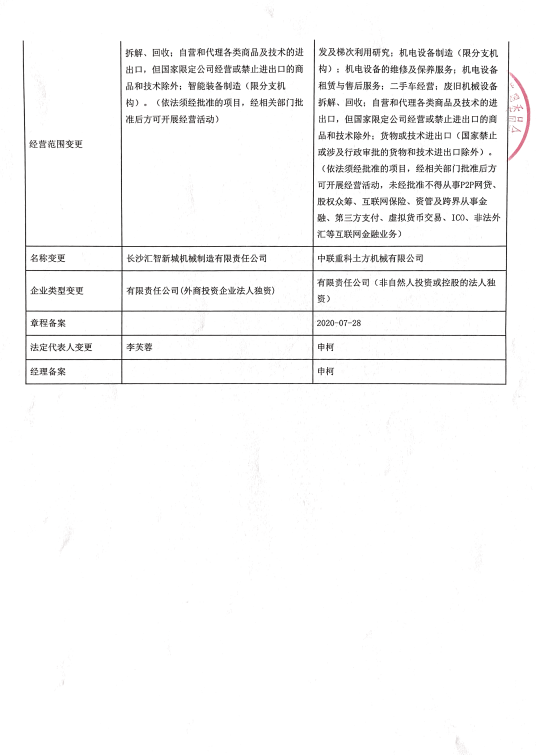 拆解、回收；自营和代理各类商品及技术的进
出口，但国家限定公司经营或禁止进出口的商
品和技术除外；智能装备制造（限分支机
构）。（依法须经批准的项目，经相关部门批
准后方可开展经营活动）
发及梯次利用研究；机电设备制造（限分支机
构）；机电设备的维修及保养服务；机电设备
租赁与售后服务；二手车经营；废旧机械设备
拆解、回收；自营和代理各类商品及技术的进
出口，但国家限定公司经营或禁止进出口的商
品和技术除外；货物或技术进出口（国家禁止
或涉及行政审批的货物和技术进出口除外）。
（依法须经批准的项目，经相关部门批准后方
可开展经营活动，未经批准不得从事P2P网贷、
股权众筹、互联网保险、资管及跨界从事金
融、第三方支付、虚拟货币交易、ICO、非法外
汇等互联网金融业务）
经营范围变更
名称变更 长沙汇智新城机械制造有限责任公司 中联重科土方机械有限公司
企业类型变更 有限责任公司(外商投资企业法人独资) 有限责任公司（非自然人投资或控股的法人独
资）
章程备案 2020-07-28
法定代表人变更 李芙蓉 申柯
经理备案 申柯